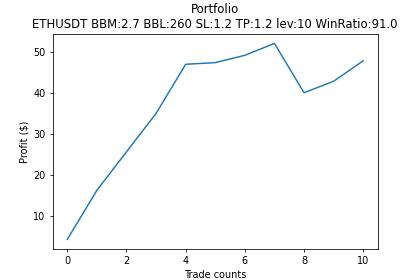 Portfolio
ETHUSDT BBM:2.7 BBL:260 SL:1.2 TP:1.2 lev:10 WinRatio:91.0
50
40
30
20
10
Profit ($)
0 2 4 6 8 10
Trade counts